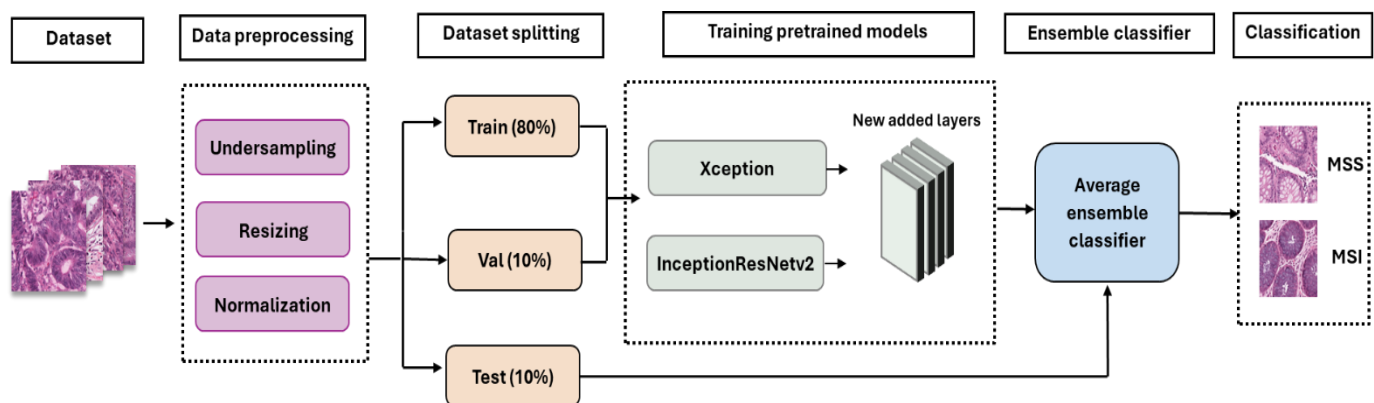 Dataset
Data preprocessing
Dataset splitting
Training pretrained models
Ensemble classifier
Classification
Undersampling
Resizing
Normalization
Train (80%)
Val (10%)
Test (10%)
Xception
InceptionResNetv2
New added layers
Average
ensemble
classifier
MSS
MSI